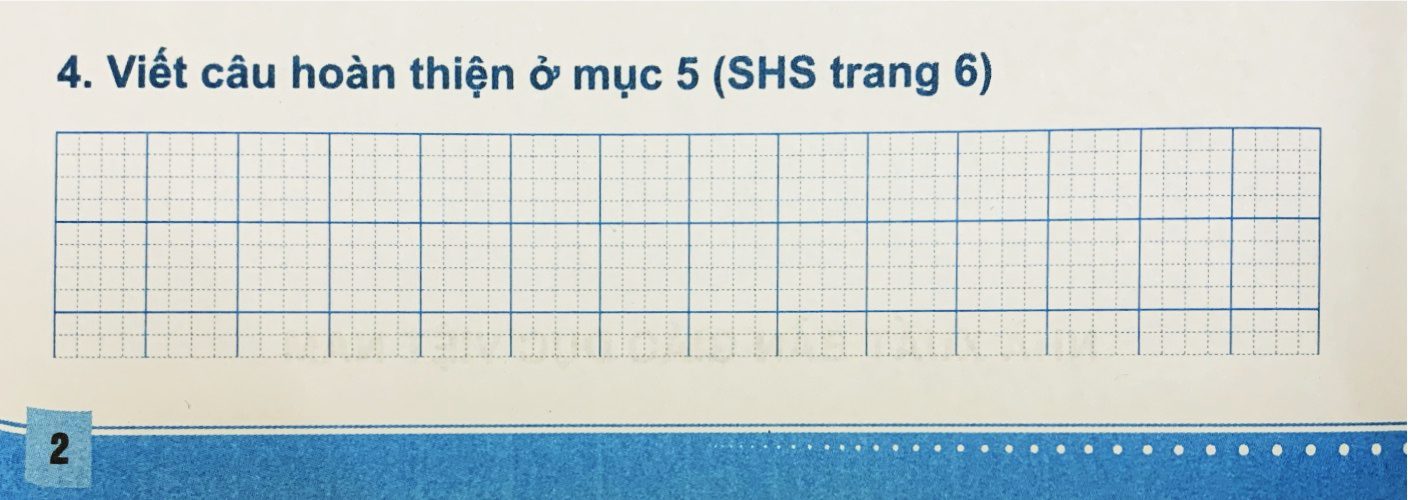 4. Viết câu hoàn thiện ở mục 5 (SHS trang 6)
2